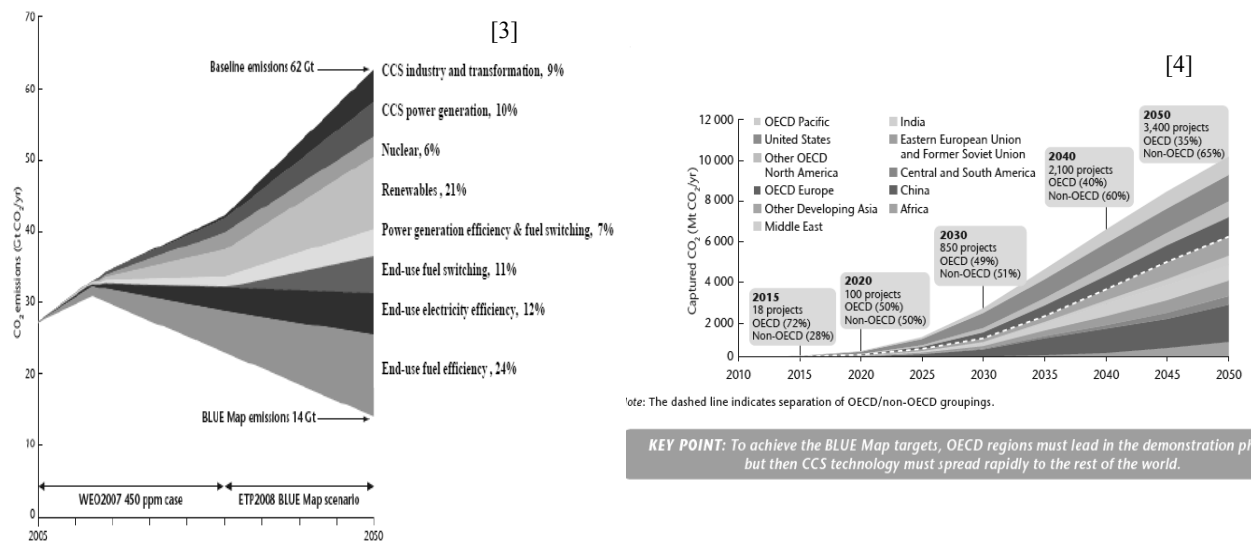 [3]
70
60
50
40
30
20
10
0
CO2 emissions (Gt CO2/yr)
Baseline emissions 62 Gt
CCS industry and transformation, 9%
CCS power generation, 10%
Nuclear, 6%
Renewables, 21%
Power generation efficiency & fuel switching, 7%
End-use fuel switching, 11%
End-use electricity efficiency, 12%
End-use fuel efficiency, 24%
BLUE Map emissions 14 Gt
WEO2007 450 ppm case
ETP2008 BLUE Map scenario
2005
2050
[4]
Captured CO2 (Mt CO2/yr)
12 000
10 000
8 000
6 000
4 000
2 000
0
OECD Pacific
United States
Other OECD
North America
OECD Europe
Other Developing Asia
Middle East
India
Eastern European Union
and Former Soviet Union
Central and South America
China
Africa
2015
18 projects
OECD (72%)
Non-OECD (28%)
2020
100 projects
OECD (50%)
Non-OECD (50%)
2030
850 projects
OECD (49%)
Non-OECD (51%)
2040
2,100 projects
OECD (40%)
Non-OECD (60%)
2050
3,400 projects
OECD (35%)
Non-OECD (65%)
2010
2015
2020
2025
2030
2035
2040
2045
2050
ote: The dashed line indicates separation of OECD/non-OECD groupings.
KEY POINT: To achieve the BLUE Map targets, OECD regions must lead in the demonstration ph
but then CCS technology must spread rapidly to the rest of the world.